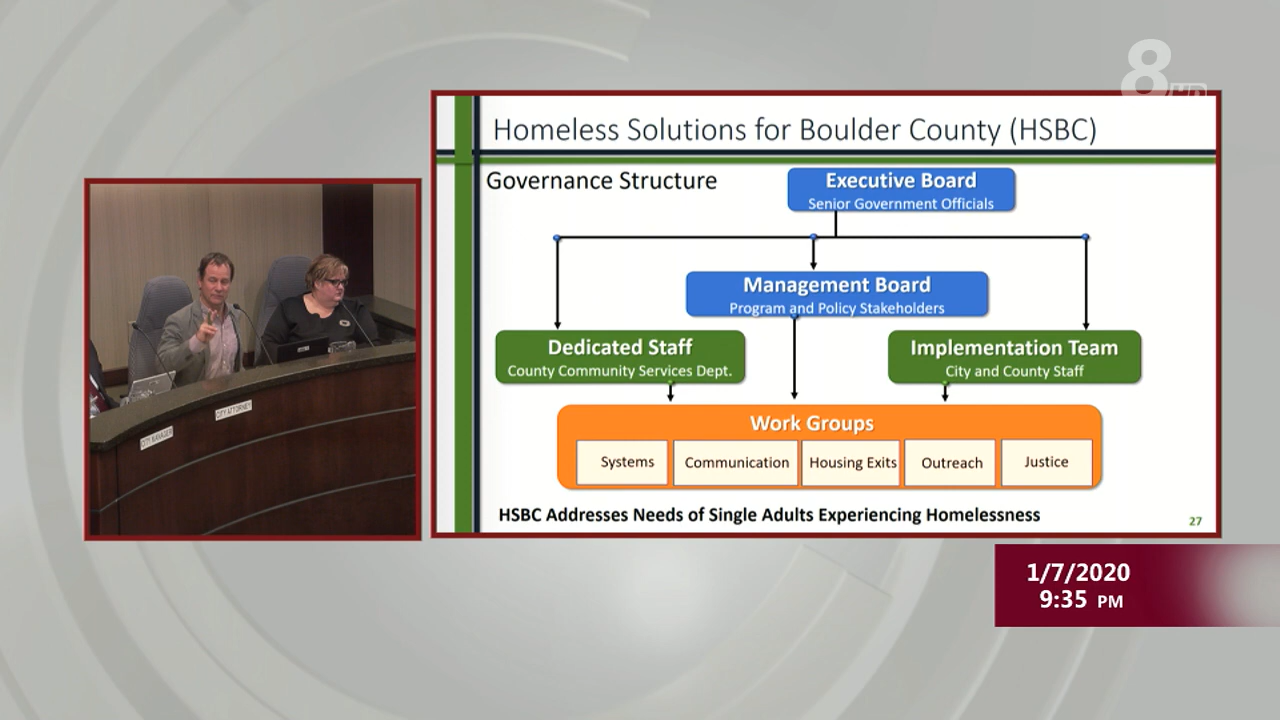 8 HD
Homeless Solutions for Boulder County (HSBC)
Governance Structure
Executive Board
Senior Government Officials
Management Board
Program and Policy Stakeholders
Dedicated Staff
County Community Services Dept.
Implementation Team
City and County Staff
Work Groups
Systems
Communication
Housing Exits
Outreach
Justice
HSBC Addresses Needs of Single Adults Experiencing Homelessness
27
CITY MANAGER
CITY ATTORNEY
1/7/2020
9:35 PM